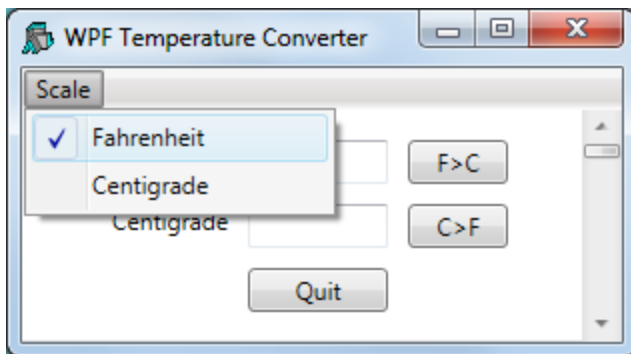 WPF Temperature Converter
Scale
Fahrenheit
F>C
Centigrade
Centigrade
C>F
Quit